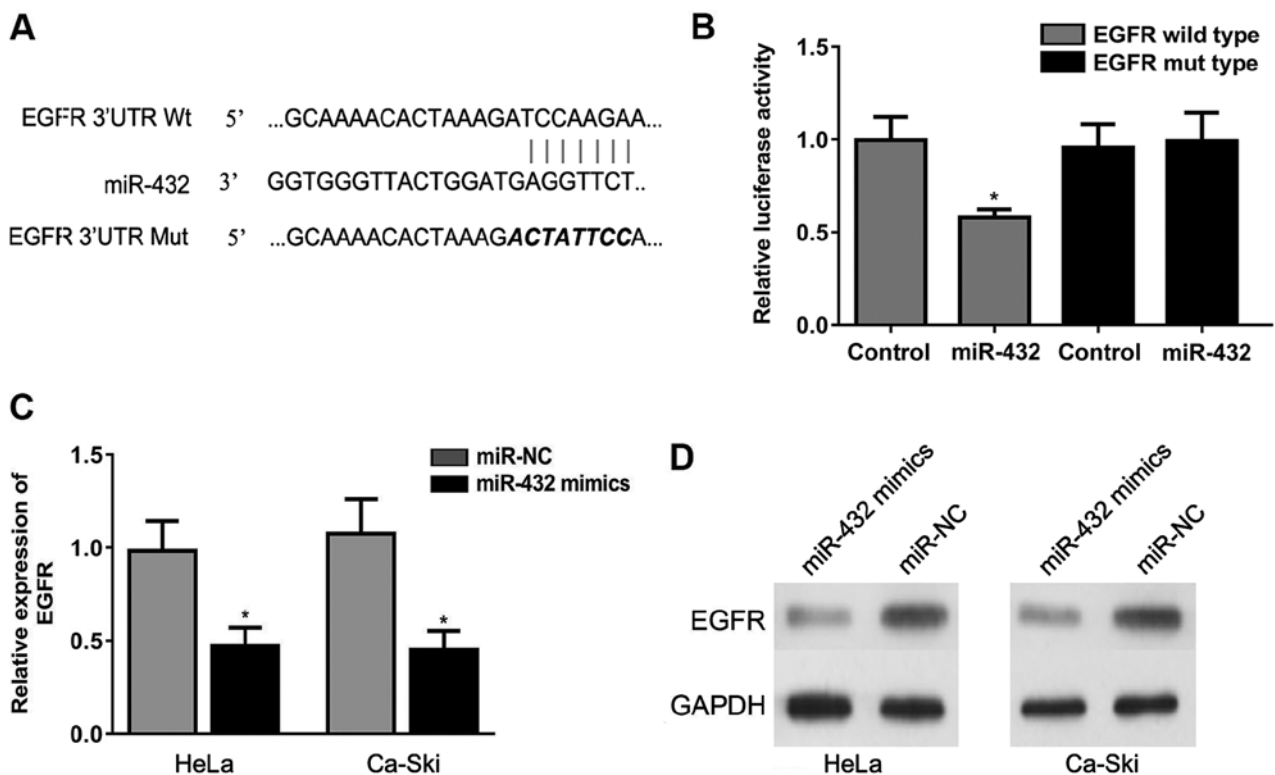 A
EGFR 3'UTR Wt 5’ ...GCAAAACACTAAAGATCCAAGAA...
miR-432 3’ GGTGGGTTACTGGATGAGGTTCT..
EGFR 3'UTR Mut 5’ ...GCAAAACACTAAAGACTATTCCA...
B
EGFR wild type
EGFR mut type
Relative luciferase activity
1.5
1.0
0.5
0.0
*
Control miR-432 Control miR-432
C
miR-NC
miR-432 mimics
Relative expression of
EGFR
1.5
1.0
0.5
0.0
*
*
HeLa Ca-Ski
D
miR-432 mimics
miR-NC
miR-432 mimics
miR-NC
EGFR
GAPDH
HeLa Ca-Ski